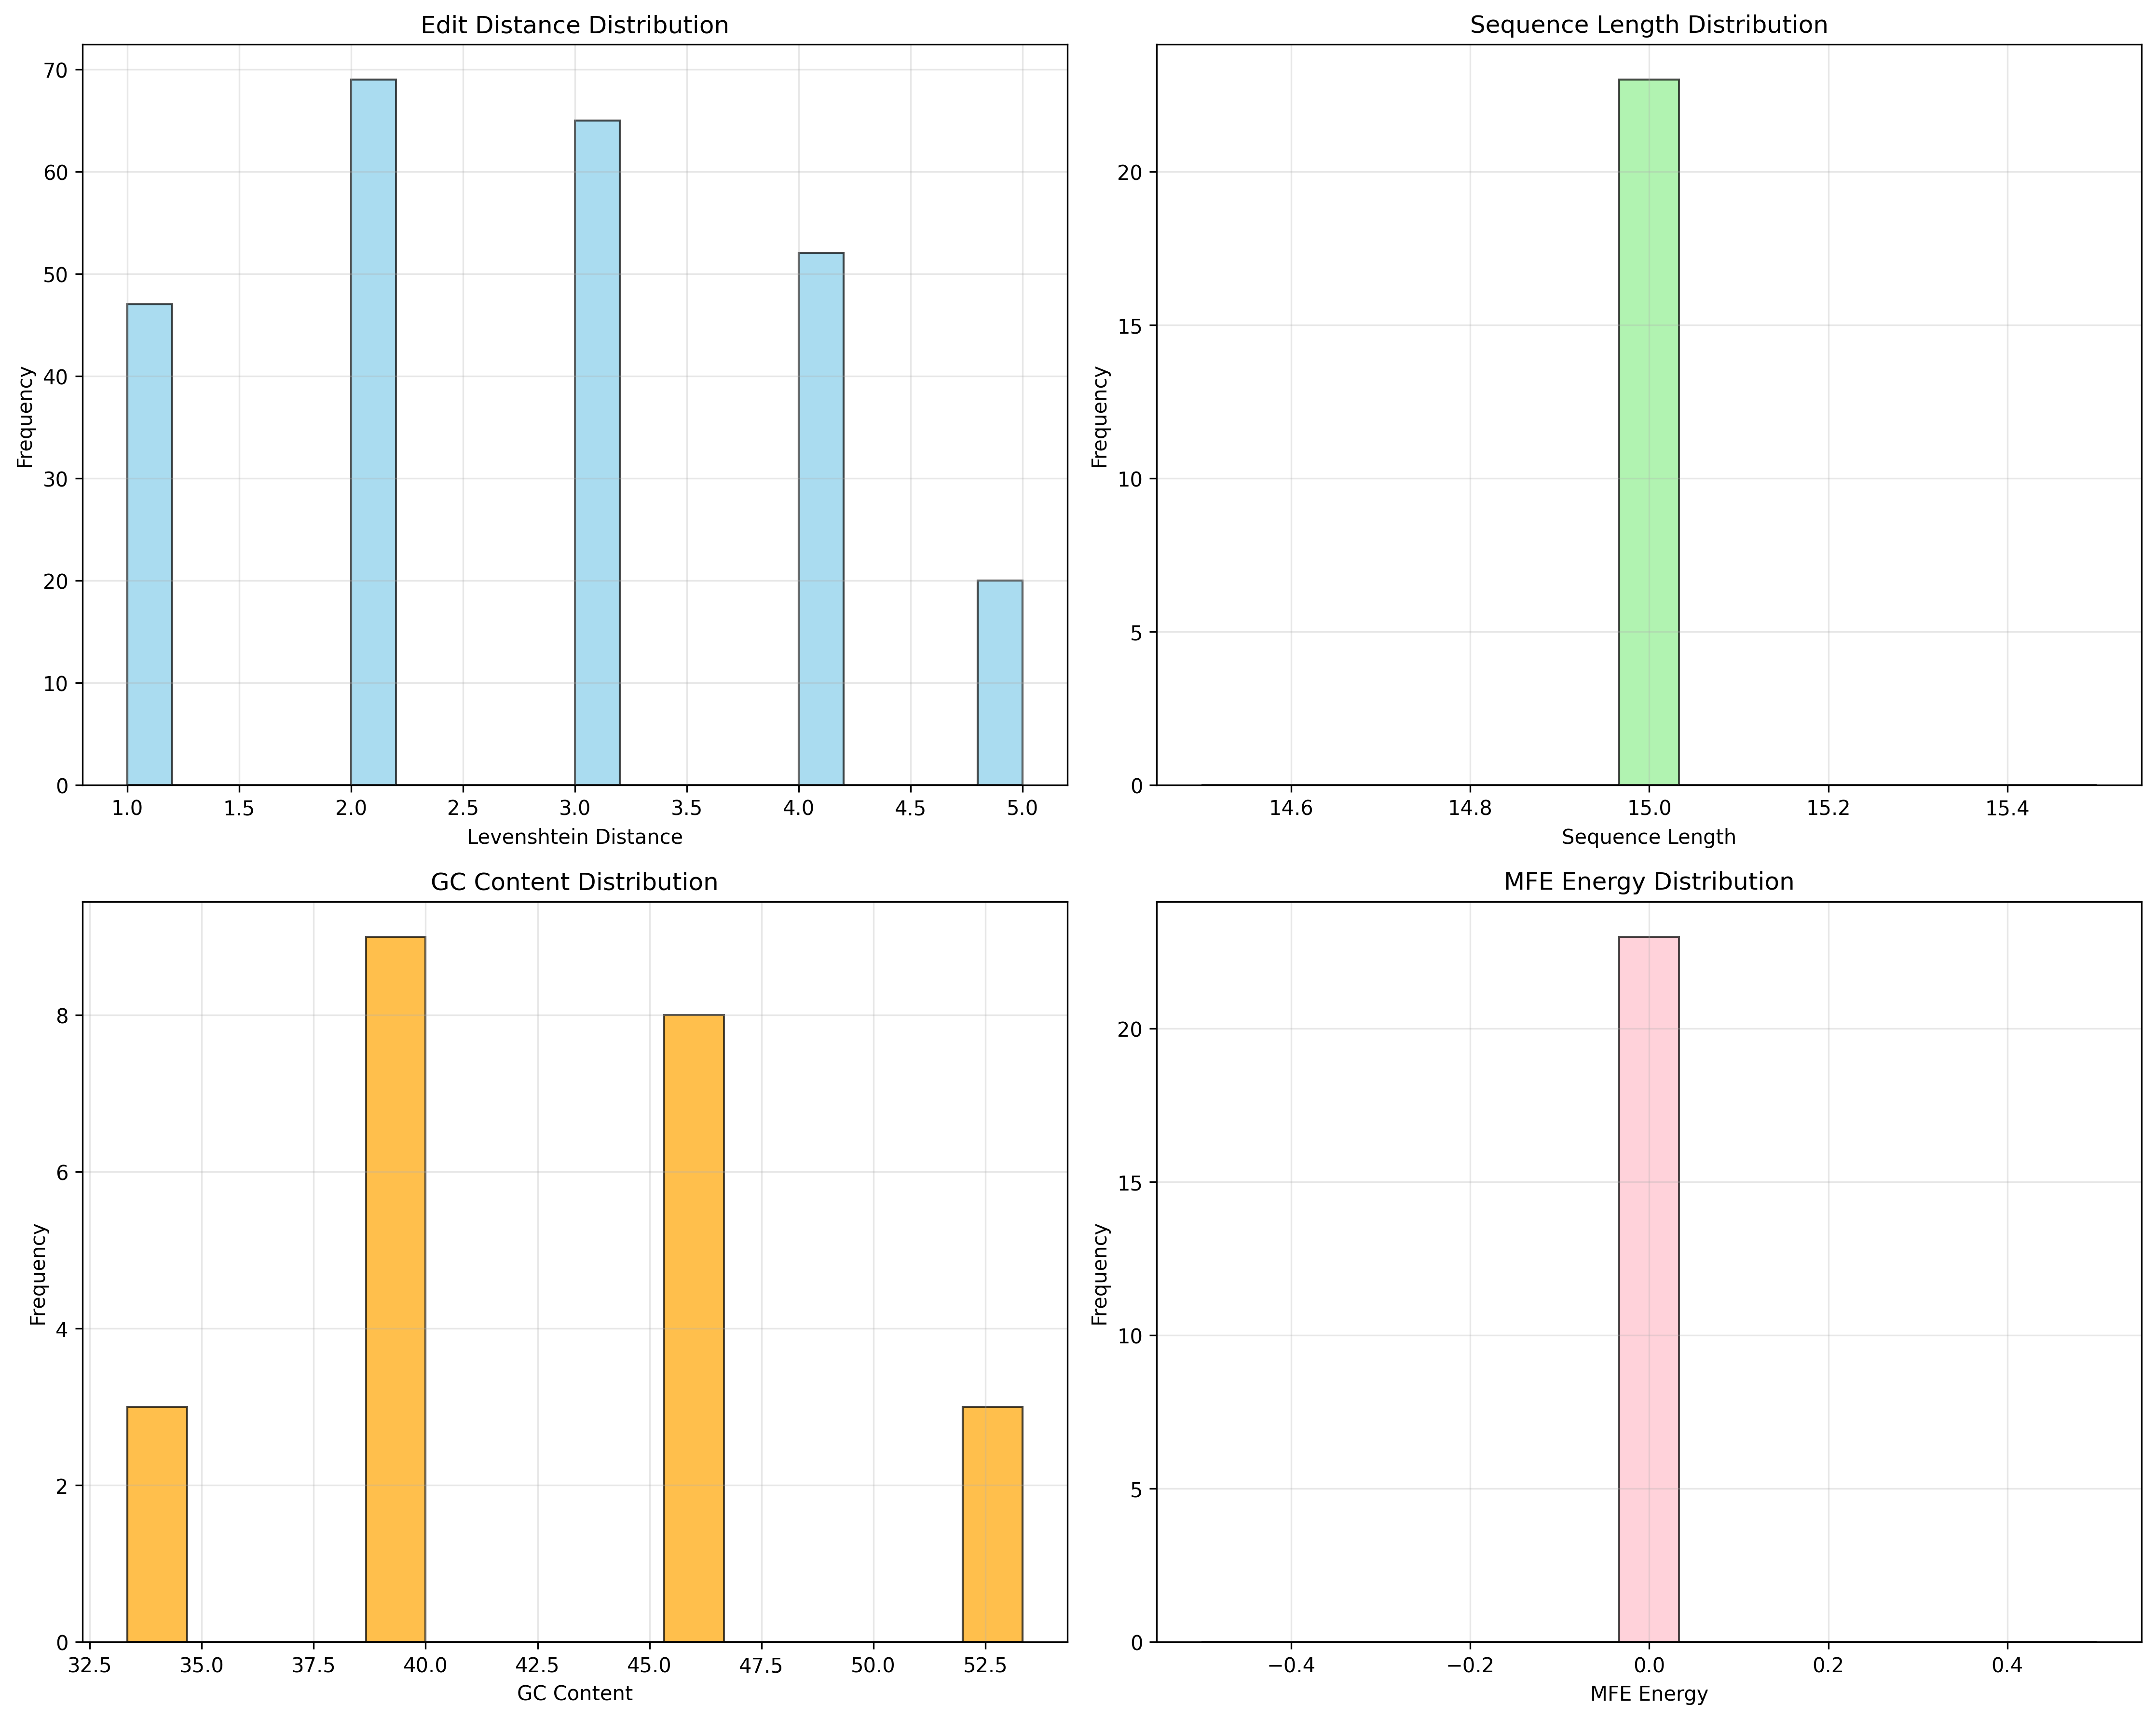 Edit Distance Distribution
Frequency
70
60
50
40
30
20
10
0
1.0 1.5 2.0 2.5 3.0 3.5 4.0 4.5 5.0
Levenshtein Distance
Sequence Length Distribution
Frequency
20
15
10
5
0
14.6 14.8 15.0 15.2 15.4
Sequence Length
GC Content Distribution
Frequency
8
6
4
2
0
32.5 35.0 37.5 40.0 42.5 45.0 47.5 50.0 52.5
GC Content
MFE Energy Distribution
Frequency
20
15
10
5
0
−0.4 −0.2 0.0 0.2 0.4
MFE Energy